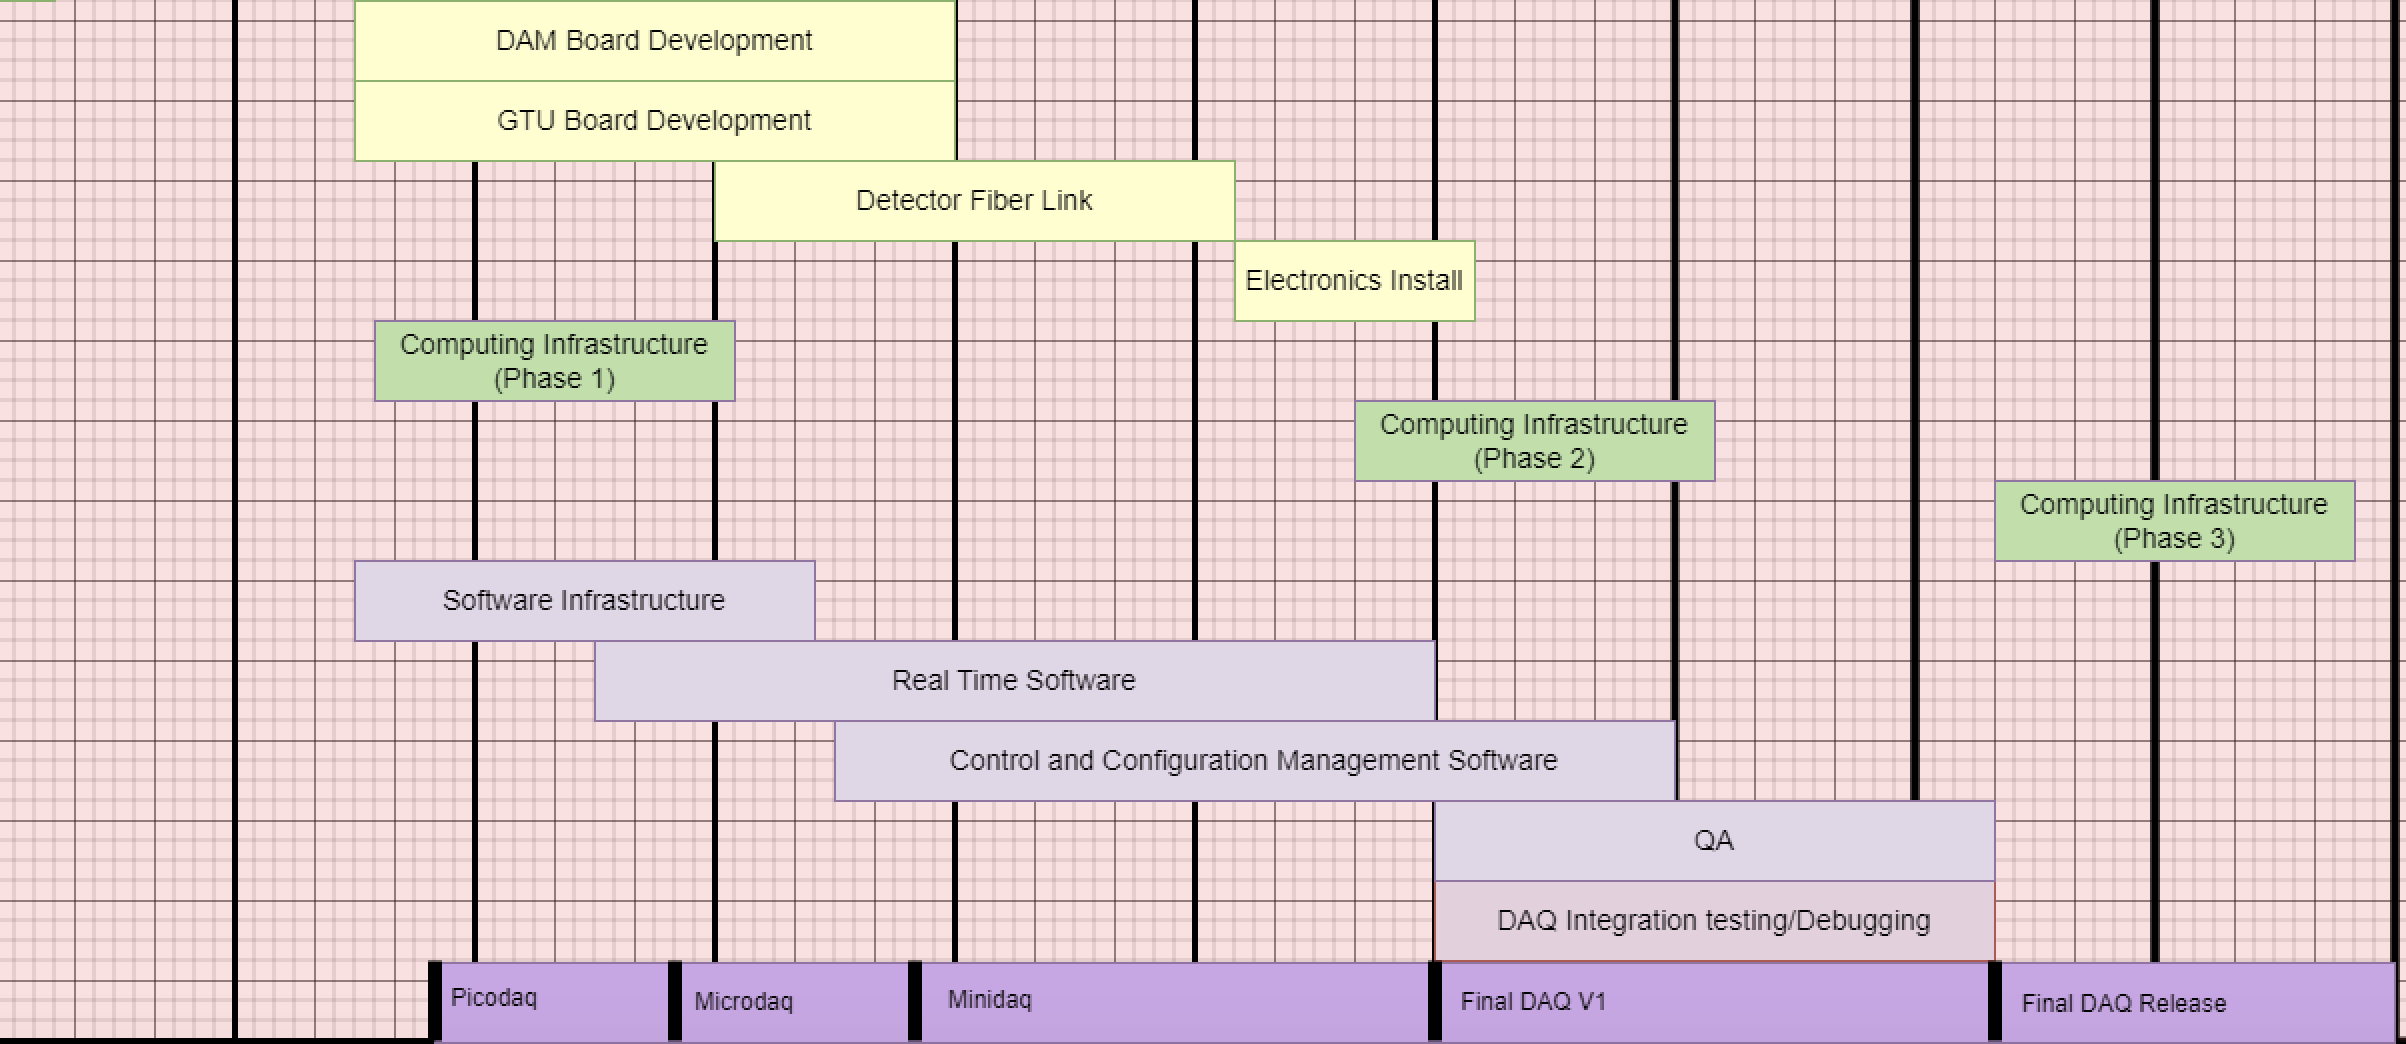 DAM Board Development
GTU Board Development
Detector Fiber Link
Electronics Install
Computing Infrastructure
(Phase 1)
Computing Infrastructure
(Phase 2)
Computing Infrastructure
(Phase 3)
Software Infrastructure
Real Time Software
Control and Configuration Management Software
QA
DAQ Integration testing/Debugging
Picodaq
Microdaq
Minidaq
Final DAQ V1
Final DAQ Release